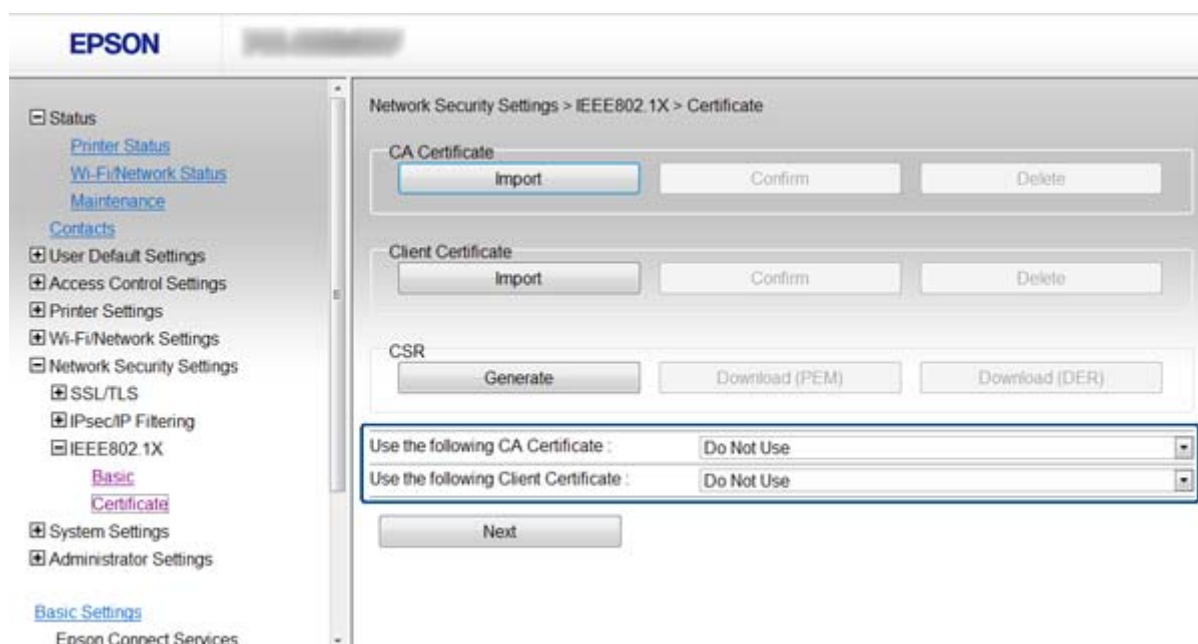 EPSON
Status
Printer Status
Wi-Fi/Network Status
Maintenance
Contacts
User Default Settings
Access Control Settings
Printer Settings
Wi-Fi/Network Settings
Network Security Settings
SSL/TLS
IPsec/IP Filtering
IEEE802.1X
Basic
Certificate
System Settings
Administrator Settings
Basic Settings
Epson Connect Services
Network Security Settings > IEEE802.1X > Certificate
CA Certificate
Import Confirm Delete
Client Certificate
Import Confirm Delete
CSR
Generate Download (PEM) Download (DER)
Use the following CA Certificate : Do Not Use
Use the following Client Certificate : Do Not Use
Next